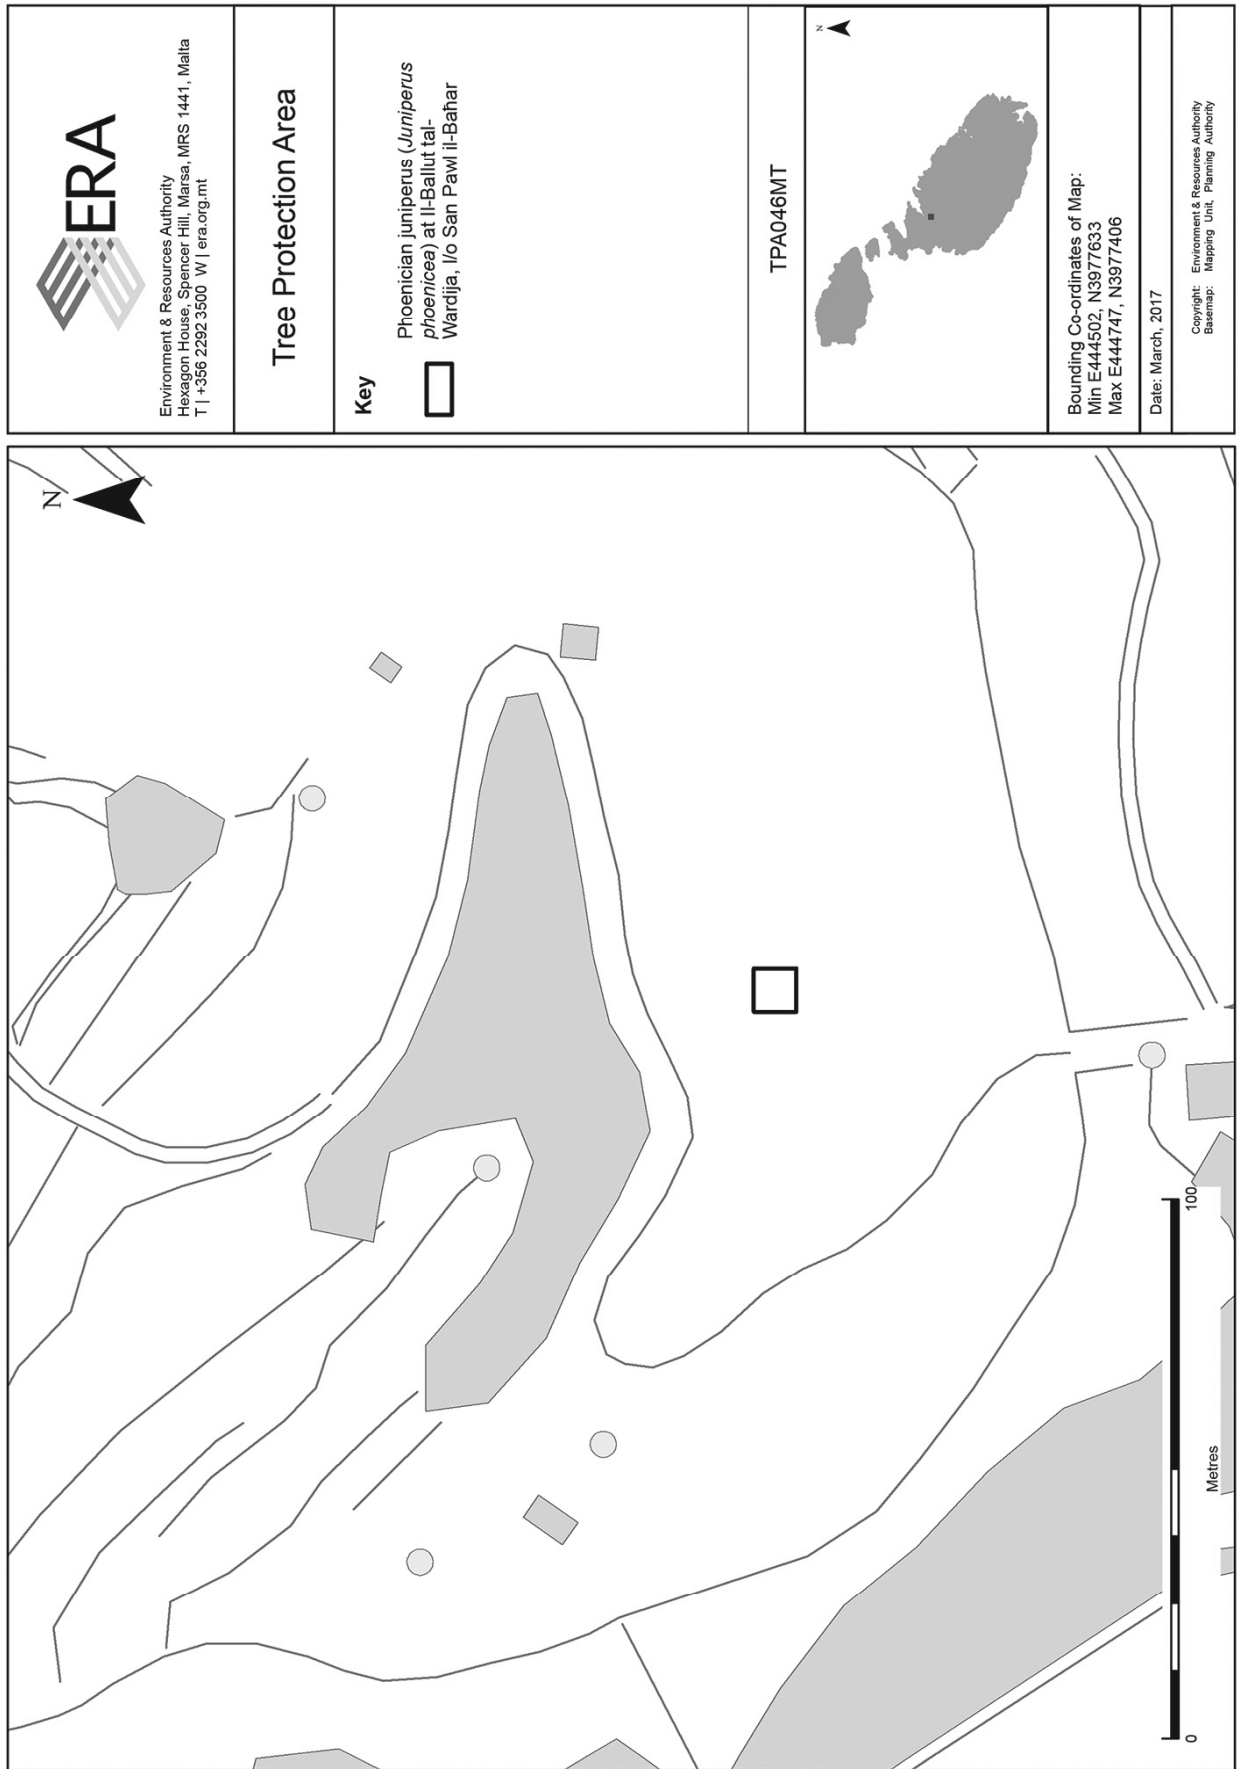 ERA
Environment & Resources Authority
Hexagon House, Spencer Hill, Marsa, MRS 1441, Malta
T | +356 2292 3500 W | era.org.mt
Tree Protection Area
Key
Phoenician juniperus (Juniperus
phoenicea) at Il-Ballut tal-
Wardija, l/o San Pawl il-Baħar
TPA046MT
N
Bounding Co-ordinates of Map:
Min E444502, N3977633
Max E444747, N3977406
Date: March, 2017
Copyright: Environment & Resources Authority
Basemap: Mapping Unit, Planning Authority
N
0
100
Metres